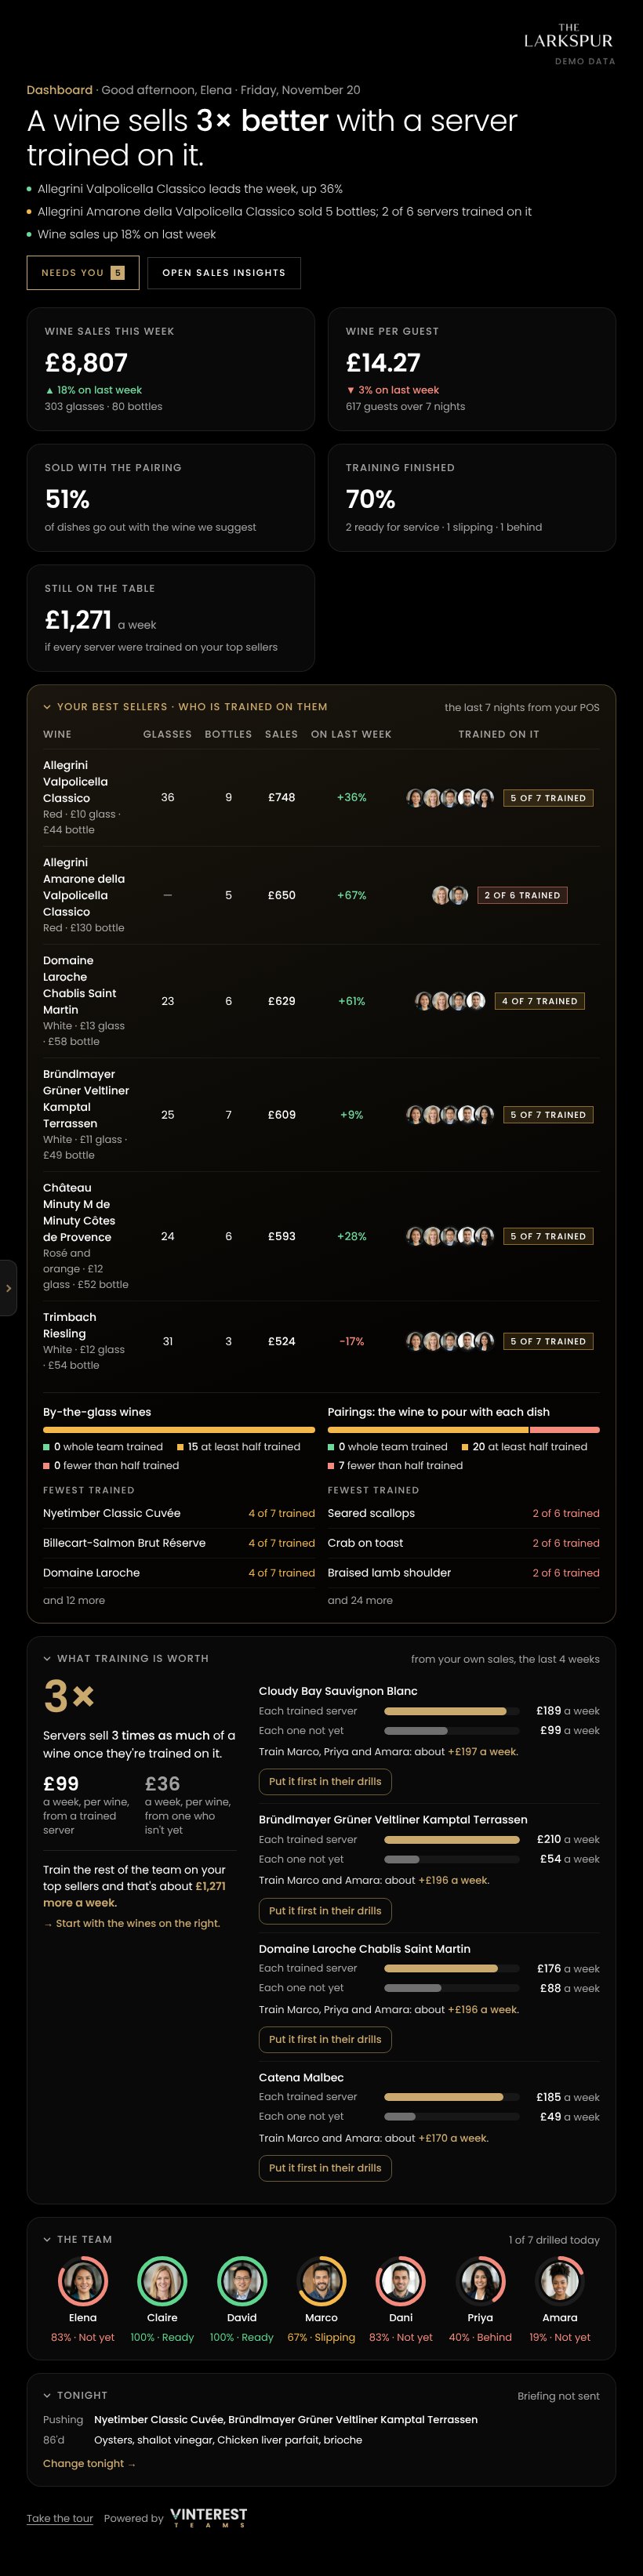 THE
LARKSPUR
DEMO DATA
Dashboard · Good afternoon, Elena · Friday, November 20
A wine sells 3× better with a server
trained on it.
Allegrini Valpolicella Classico leads the week, up 36%
Allegrini Amarone della Valpolicella Classico sold 5 bottles; 2 of 6 servers trained on it
Wine sales up 18% on last week
NEEDS YOU 5 OPEN SALES INSIGHTS
WINE SALES THIS WEEK
£8,807
▲ 18% on last week
303 glasses · 80 bottles
WINE PER GUEST
£14.27
▼ 3% on last week
617 guests over 7 nights
SOLD WITH THE PAIRING
51%
of dishes go out with the wine we suggest
TRAINING FINISHED
70%
2 ready for service · 1 slipping · 1 behind
STILL ON THE TABLE
£1,271 a week
if every server were trained on your top sellers
YOUR BEST SELLERS · WHO IS TRAINED ON THEM the last 7 nights from your POS
WINE GLASSES BOTTLES SALES ON LAST WEEK TRAINED ON IT
Allegrini
Valpolicella
Classico
Red · £10 glass ·
£44 bottle
36 9 £748 +36% 5 OF 7 TRAINED
Allegrini
Amarone della
Valpolicella
Classico
Red · £130 bottle
— 5 £650 +67% 2 OF 6 TRAINED
Domaine
Laroche
Chablis Saint
Martin
White · £13 glass
· £58 bottle
23 6 £629 +61% 4 OF 7 TRAINED
Bründlmayer
Grüner Veltliner
Kamptal
Terrassen
White · £11 glass ·
£49 bottle
25 7 £609 +9% 5 OF 7 TRAINED
Château
Minuty M de
Minuty Côtes
de Provence
Rosé and
orange · £12
glass · £52 bottle
24 6 £593 +28% 5 OF 7 TRAINED
Trimbach
Riesling
White · £12 glass
· £54 bottle
31 3 £524 -17% 5 OF 7 TRAINED
By-the-glass wines
0 whole team trained 15 at least half trained
0 fewer than half trained
FEWEST TRAINED
Nyetimber Classic Cuvée 4 of 7 trained
Billecart-Salmon Brut Réserve 4 of 7 trained
Domaine Laroche 4 of 7 trained
and 12 more
Pairings: the wine to pour with each dish
0 whole team trained 20 at least half trained
7 fewer than half trained
FEWEST TRAINED
Seared scallops 2 of 6 trained
Crab on toast 2 of 6 trained
Braised lamb shoulder 2 of 6 trained
and 24 more
WHAT TRAINING IS WORTH from your own sales, the last 4 weeks
3×
Servers sell 3 times as much of a
wine once they're trained on it.
£99
a week, per wine,
from a trained
server
£36
a week, per wine,
from one who
isn't yet
Train the rest of the team on your
top sellers and that's about £1,271
more a week.
→ Start with the wines on the right.
Cloudy Bay Sauvignon Blanc
Each trained server £189 a week
Each one not yet £99 a week
Train Marco, Priya and Amara: about +£197 a week.
Put it first in their drills
Bründlmayer Grüner Veltliner Kamptal Terrassen
Each trained server £210 a week
Each one not yet £54 a week
Train Marco and Amara: about +£196 a week.
Put it first in their drills
Domaine Laroche Chablis Saint Martin
Each trained server £176 a week
Each one not yet £88 a week
Train Marco, Priya and Amara: about +£196 a week.
Put it first in their drills
Catena Malbec
Each trained server £185 a week
Each one not yet £49 a week
Train Marco and Amara: about +£170 a week.
Put it first in their drills
THE TEAM 1 of 7 drilled today
Elena Claire David Marco Dani Priya Amara
83% · Not yet 100% · Ready 100% · Ready 67% · Slipping 83% · Not yet 40% · Behind 19% · Not yet
TONIGHT Briefing not sent
Pushing Nyetimber Classic Cuvée, Bründlmayer Grüner Veltliner Kamptal Terrassen
86'd Oysters, shallot vinegar, Chicken liver parfait, brioche
Change tonight →
Take the tour Powered by VINTEREST
TEAMS